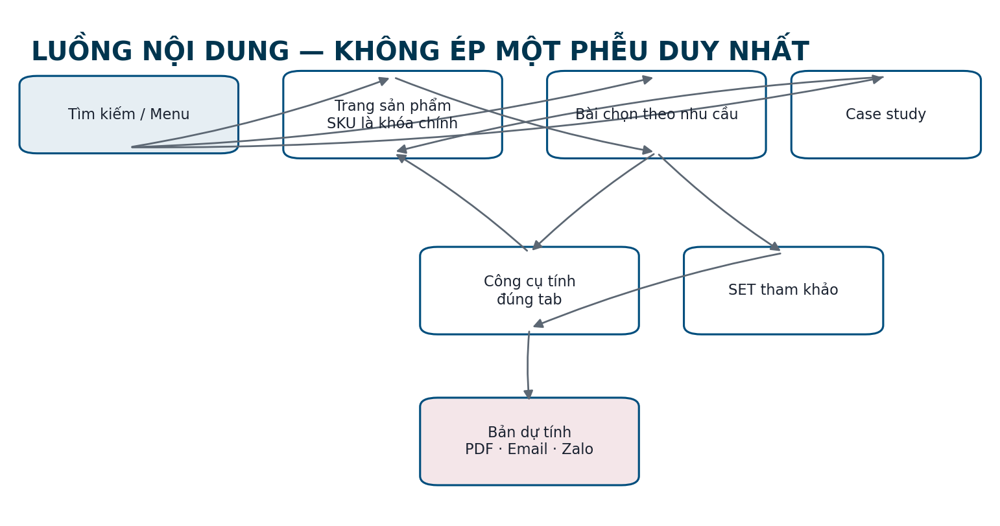 LUỒNG NỘI DUNG — KHÔNG ÉP MỘT PHỄU DUY NHẤT
Tìm kiếm / Menu
Trang sản phẩm
SKU là khóa chính
Bài chọn theo nhu cầu
Case study
Công cụ tính
đúng tab
SET tham khảo
Bản dự tính
PDF · Email · Zalo